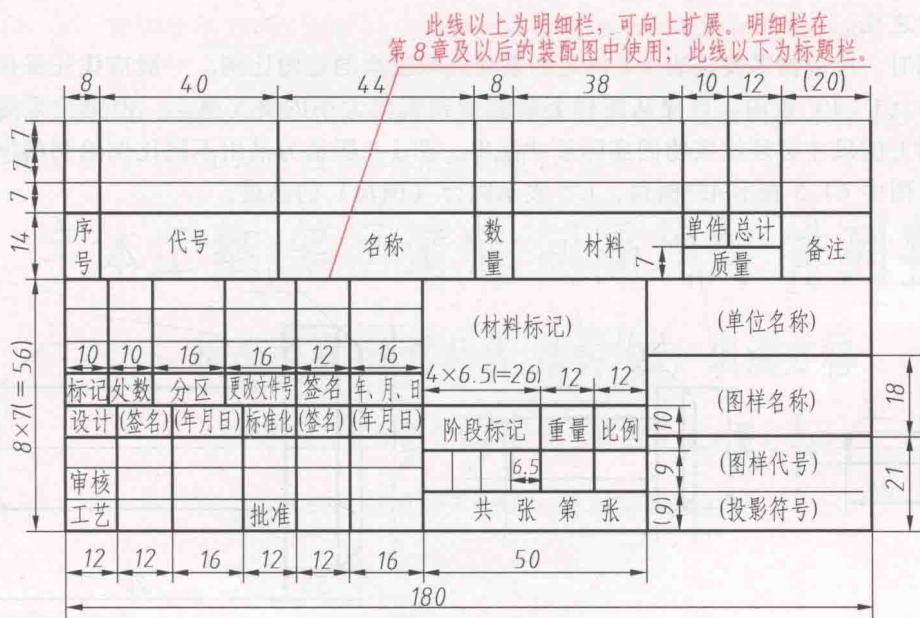 此线以上为明细栏，可向上扩展。明细栏在
第8章及以后的装配图中使用；此线以下为标题栏。
8 40 44 8 38 10 12 (20)
7
7
7
14
序号 代号 名称 数量 材料 单件 总计 备注
7 质量
8×7(=56)
(材料标记) (单位名称)
10 10 16 16 12 16
4×6.5(=26) 12 12
标记 处数 分区 更改文件号 签名 年、月、日
(图样名称) 18
设计 (签名) (年月日) 标准化 (签名) (年月日)
阶段标记 重量 比例 10
6.5 9 (图样代号) 21
审核
工艺 批准
共 张 第 张 (9) (投影符号)
12 12 16 12 12 16 50
180